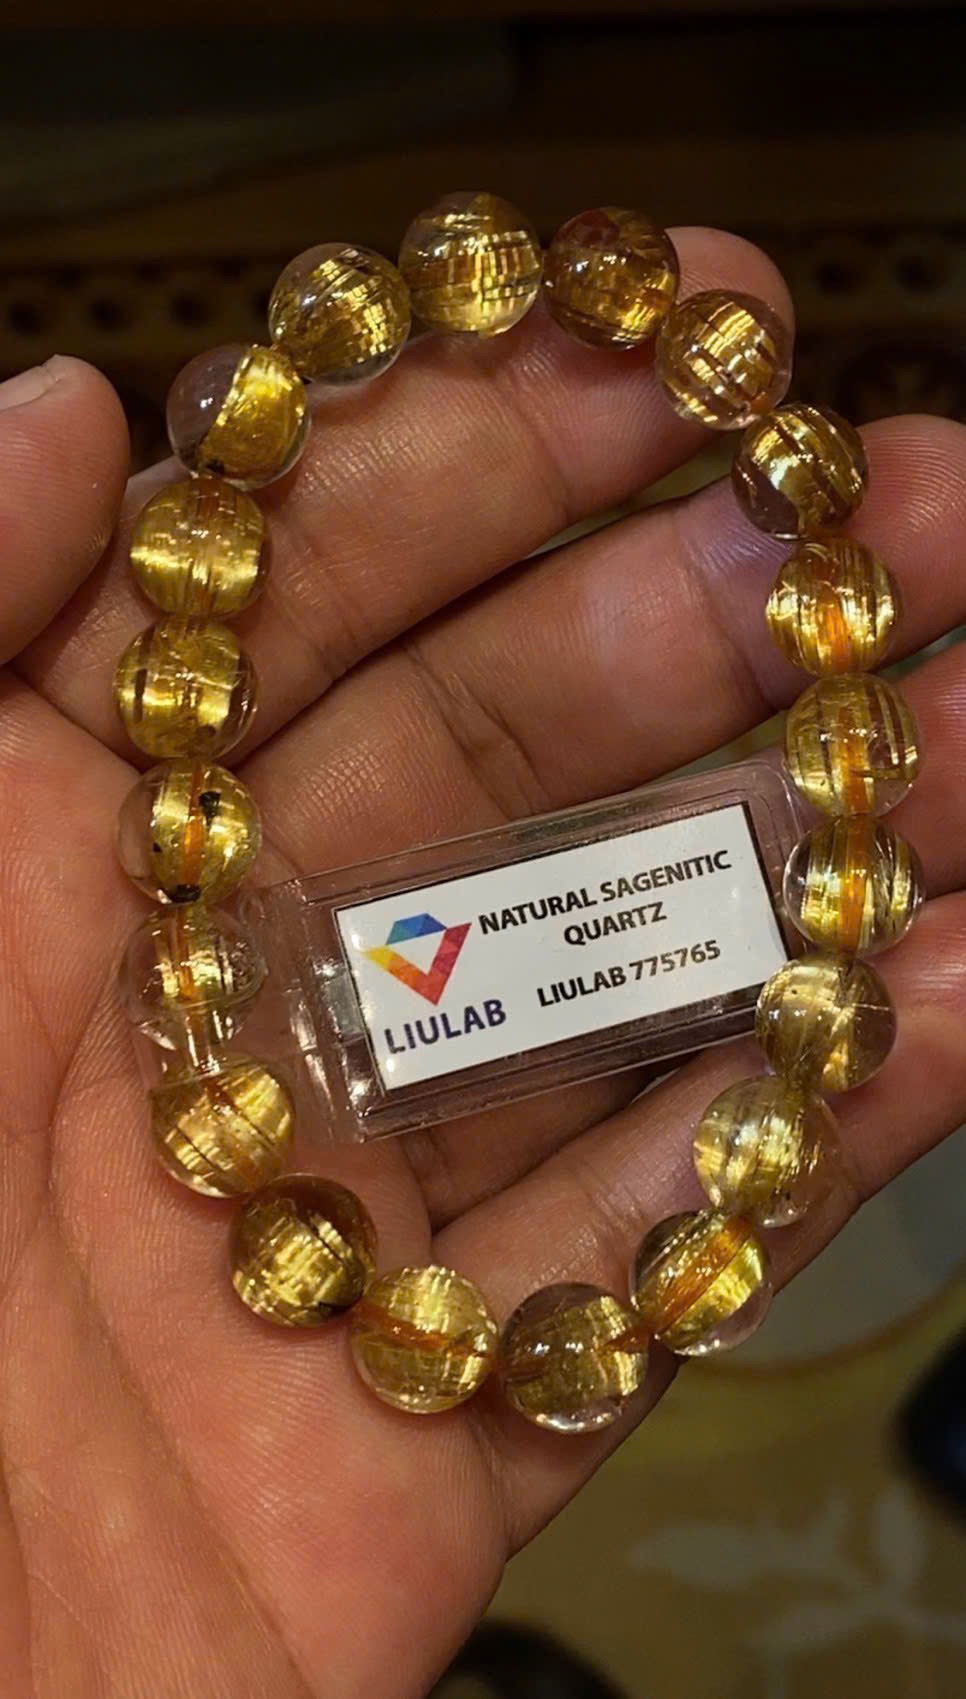 NATURAL SAGENITIC
QUARTZ
LIULAB 775765
LIULAB